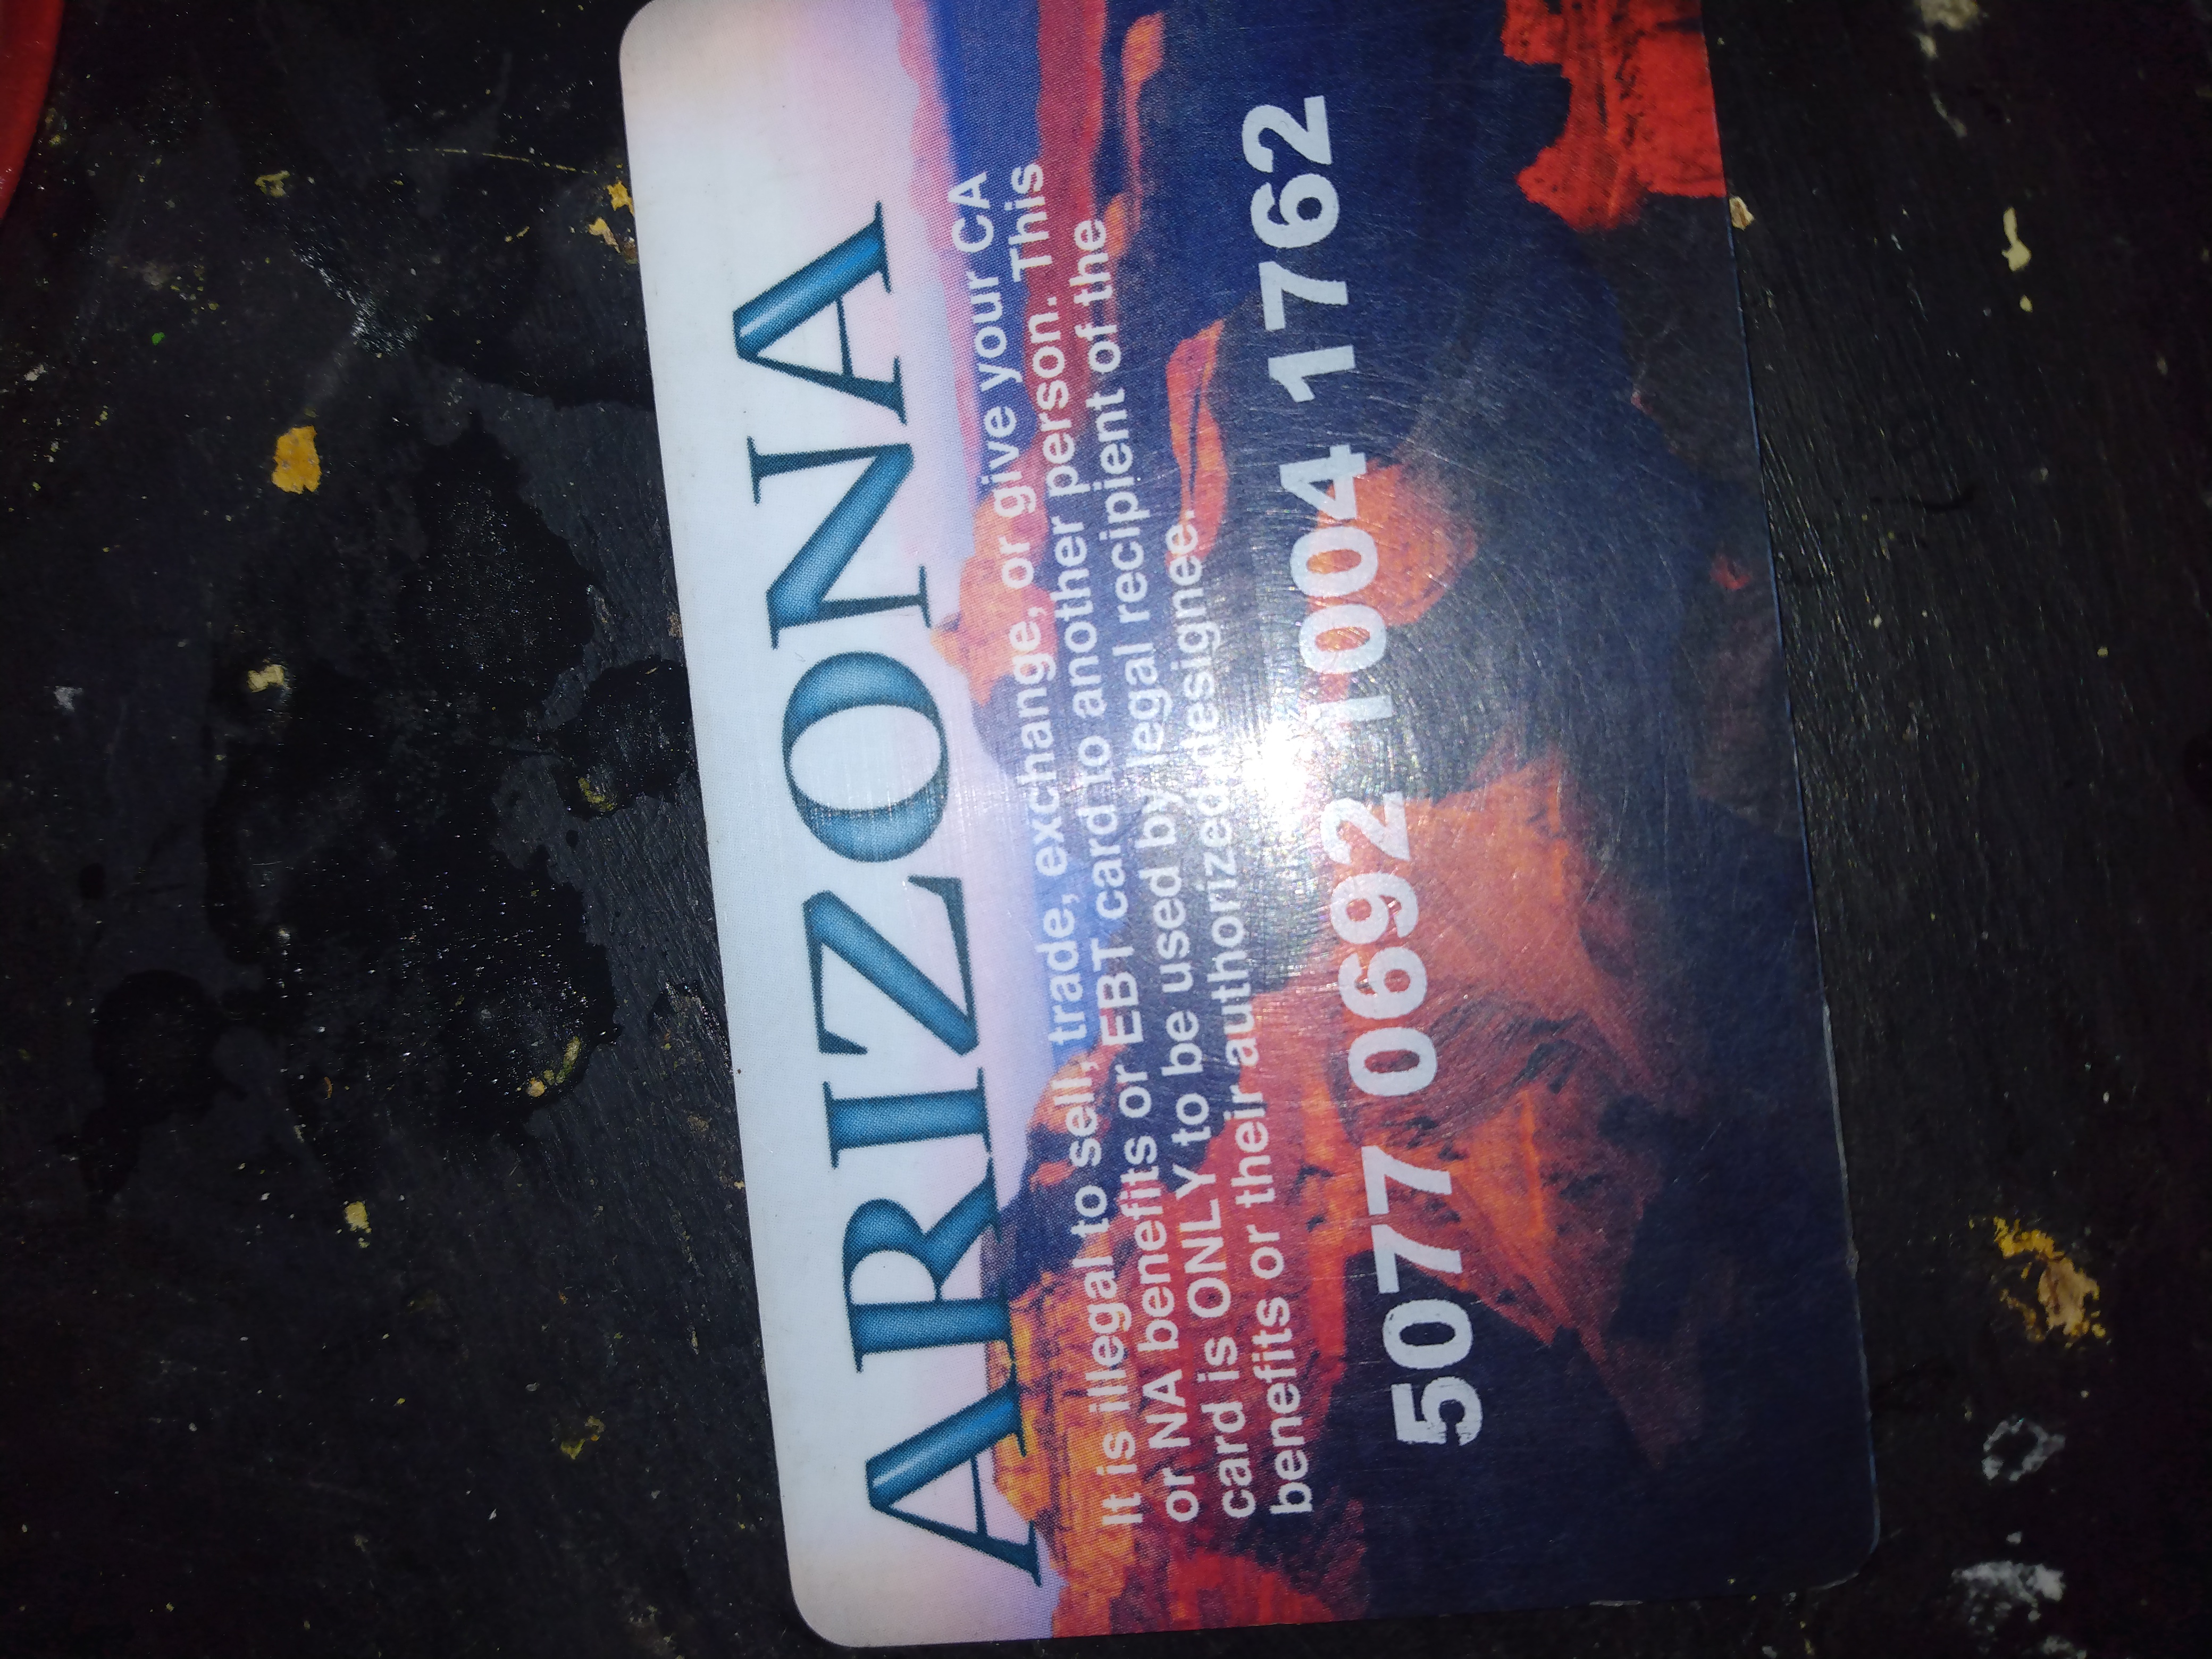 ARIZONA
It is illegal to sell, trade, exchange, or give your CA
or NA benefits or EBT card to another person. This
card is ONLY to be used by legal recipient of the
benefits or their authorized designee.
5077 0692 1004 1762